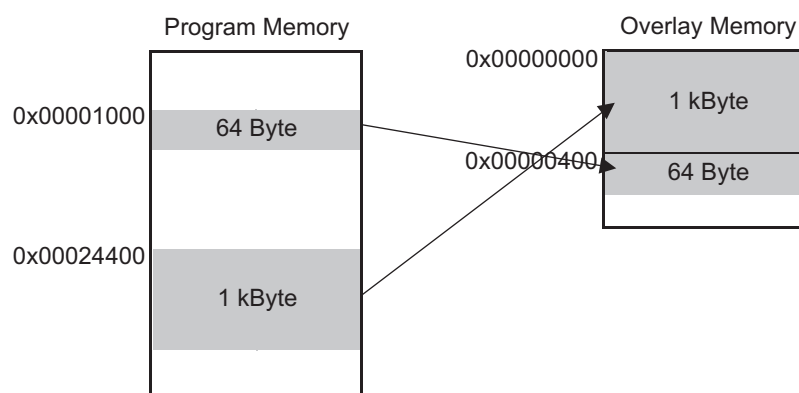 Program Memory
Overlay Memory
0x00000000
1 kByte
0x00001000
64 Byte
0x00000400
64 Byte
0x00024400
1 kByte